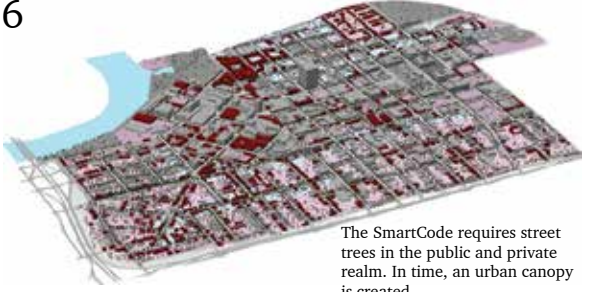 6
The SmartCode requires street
trees in the public and private
realm. In time, an urban canopy
is created